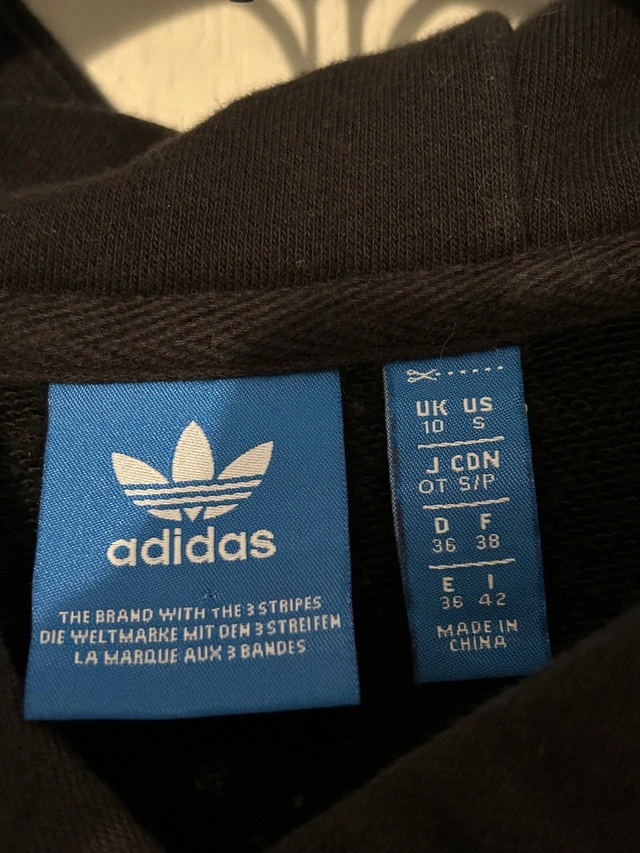 adidas
THE BRAND WITH THE 3 STRIPES
DIE WELTMARKE MIT DEN 3 STREIFEN
LA MARQUE AUX 3 BANDES
UK US
10 S
J CDN
OT S/P
D F
36 38
E I
36 42
MADE IN
CHINA